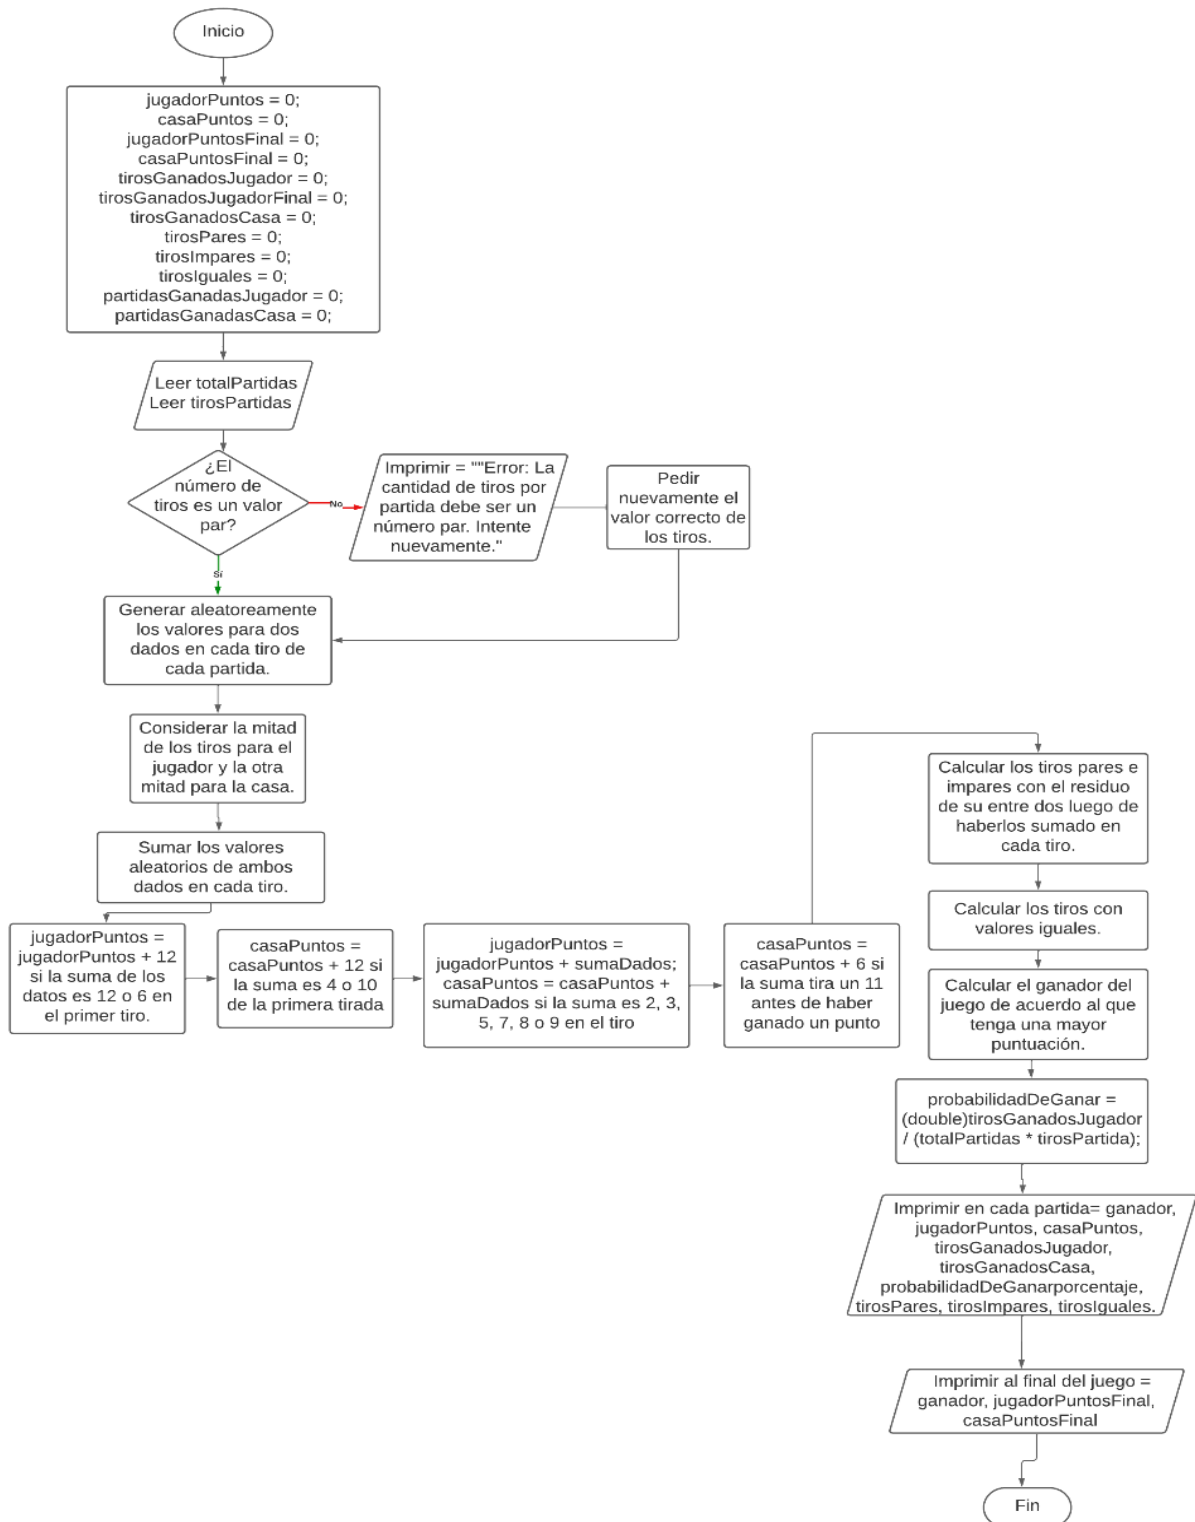 Inicio
jugadorPuntos = 0;
casaPuntos = 0;
jugadorPuntosFinal = 0;
casaPuntosFinal = 0;
tirosGanadosJugador = 0;
tirosGanadosJugadorFinal = 0;
tirosGanadosCasa = 0;
tirosPares = 0;
tirosImpares = 0;
tirosIguales = 0;
partidasGanadasJugador = 0;
partidasGanadasCasa = 0;
Leer totalPartidas
Leer tirosPartidas
¿El
número de
tiros es un valor
par?
No
Imprimir = ""Error: La
cantidad de tiros por
partida debe ser un
número par. Intente
nuevamente."
Pedir
nuevamente el
valor correcto de
los tiros.
Sí
Generar aleatoreamente
los valores para dos
dados en cada tiro de
cada partida.
Considerar la mitad
de los tiros para el
jugador y la otra
mitad para la casa.
Sumar los valores
aleatorios de ambos
dados en cada tiro.
jugadorPuntos =
jugadorPuntos + 12
si la suma de los
datos es 12 o 6 en
el primer tiro.
casaPuntos =
casaPuntos + 12 si
la suma es 4 o 10
de la primera tirada
jugadorPuntos =
jugadorPuntos + sumaDados;
casaPuntos = casaPuntos +
sumaDados si la suma es 2, 3,
5, 7, 8 o 9 en el tiro
casaPuntos =
casaPuntos + 6 si
la suma tira un 11
antes de haber
ganado un punto
Calcular los tiros pares e
impares con el residuo
de su entre dos luego de
haberlos sumado en
cada tiro.
Calcular los tiros con
valores iguales.
Calcular el ganador del
juego de acuerdo al que
tenga una mayor
puntuación.
probabilidadDeGanar =
(double)tirosGanadosJugador
/ (totalPartidas * tirosPartida);
Imprimir en cada partida= ganador,
jugadorPuntos, casaPuntos,
tirosGanadosJugador,
tirosGanadosCasa,
probabilidadDeGanarporcentaje,
tirosPares, tirosImpares, tirosIguales.
Imprimir al final del juego =
ganador, jugadorPuntosFinal,
casaPuntosFinal
Fin